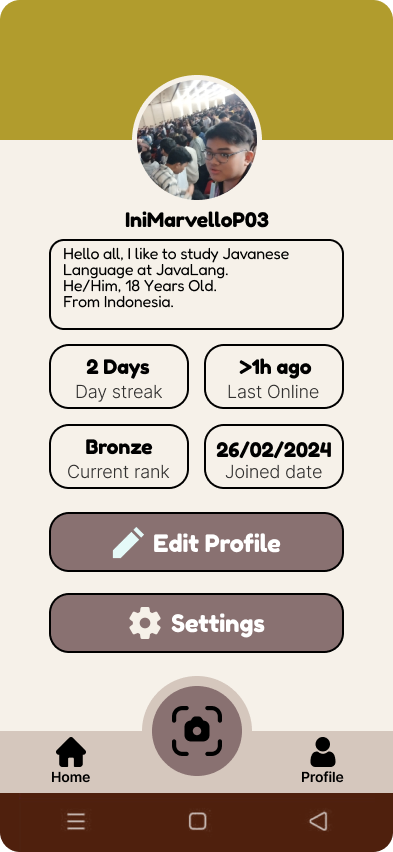 IniMarvelloP03
Hello all, I like to study Javanese
Language at JavaLang.
He/Him, 18 Years Old.
From Indonesia.
2 Days
Day streak
>1h ago
Last Online
Bronze
Current rank
26/02/2024
Joined date
Edit Profile
Settings
Home
Profile